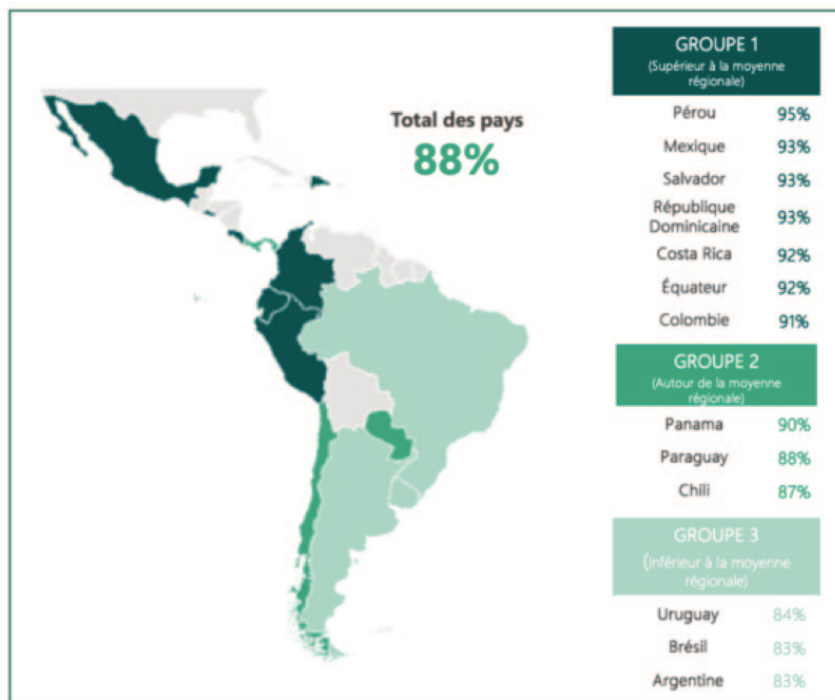 Total des pays
88%
GROUPE 1
(Supérieur à la moyenne
régionale)
Pérou 95%
Mexique 93%
Salvador 93%
République
Dominicaine 93%
Costa Rica 92%
Équateur 92%
Colombie 91%
GROUPE 2
(Autour de la moyenne
régionale)
Panama 90%
Paraguay 88%
Chili 87%
GROUPE 3
(Inférieur à la moyenne
régionale)
Uruguay 84%
Brésil 83%
Argentine 83%